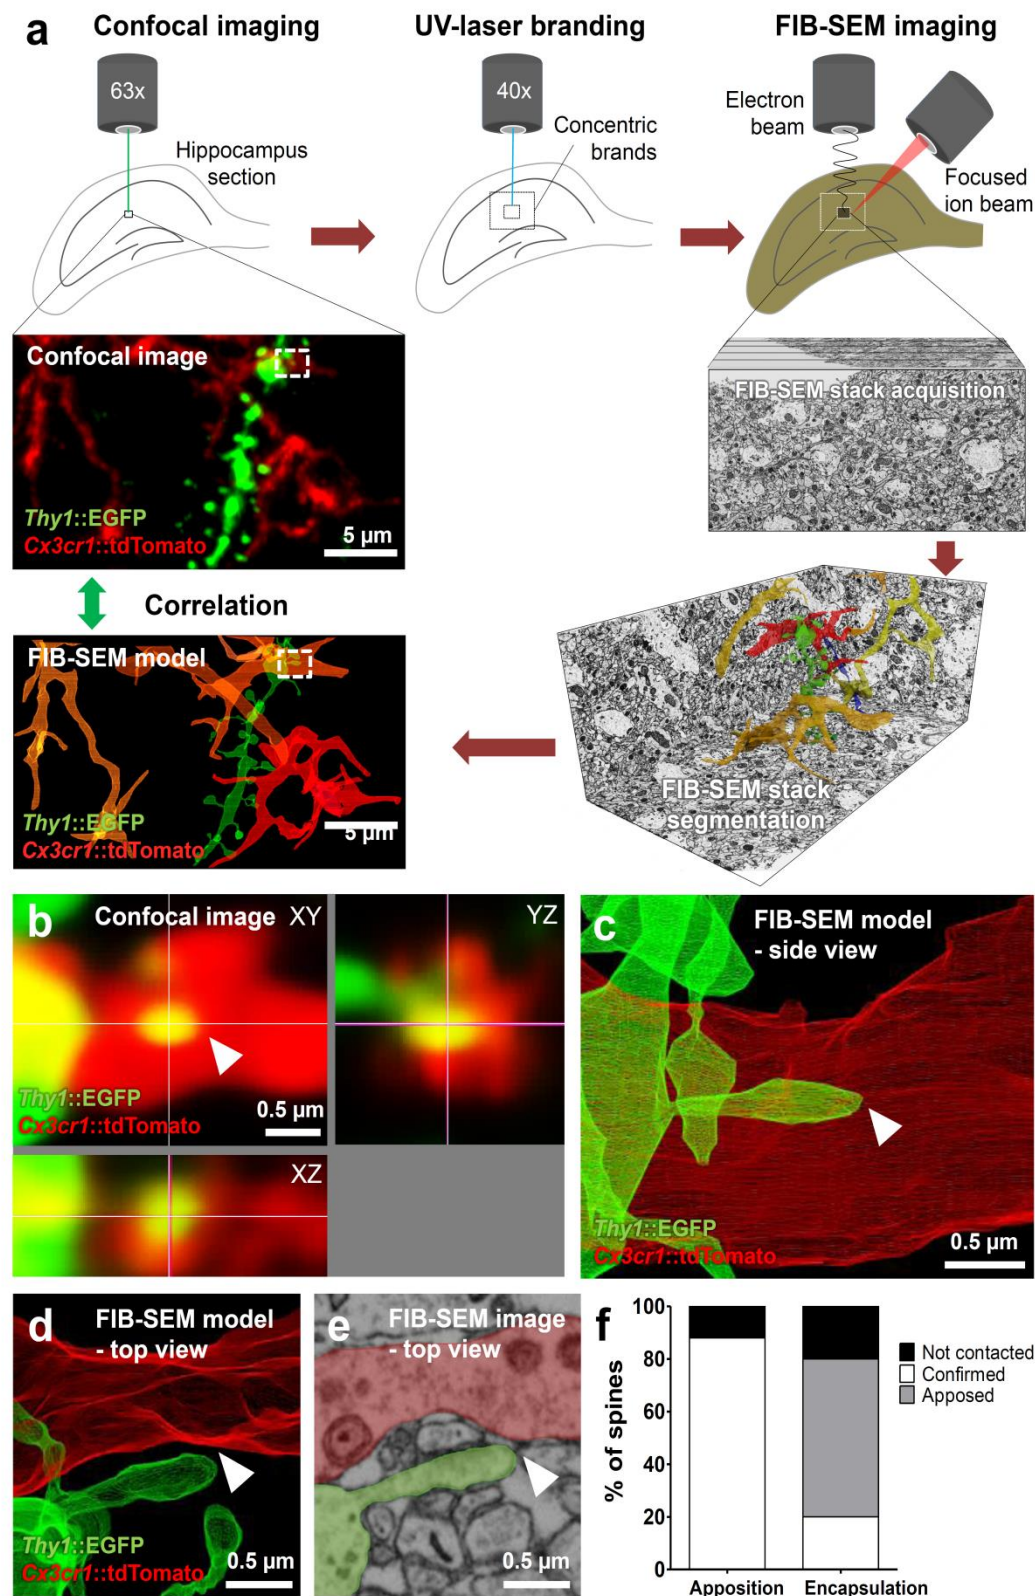 a
Confocal imaging
UV-laser branding
FIB-SEM imaging
63x
40x
Electron
beam
Hippocampus
section
Concentric
brands
Focused
ion beam
Confocal image
Thy1::EGFP
Cx3cr1::tdTomato
5 µm
FIB-SEM stack acquisition
Correlation
FIB-SEM model
Thy1::EGFP
Cx3cr1::tdTomato
5 µm
FIB-SEM stack
segmentation
b
Confocal image
XY
YZ
Thy1::EGFP
Cx3cr1::tdTomato
0.5 µm
XZ
c
FIB-SEM model
- side view
Thy1::EGFP
Cx3cr1::tdTomato
0.5 µm
d
FIB-SEM model
- top view
Thy1::EGFP
Cx3cr1::tdTomato
0.5 µm
e
FIB-SEM image
- top view
0.5 µm
f
% of spines
100
80
60
40
20
0
Apposition
Encapsulation
Not contacted
Confirmed
Apposed